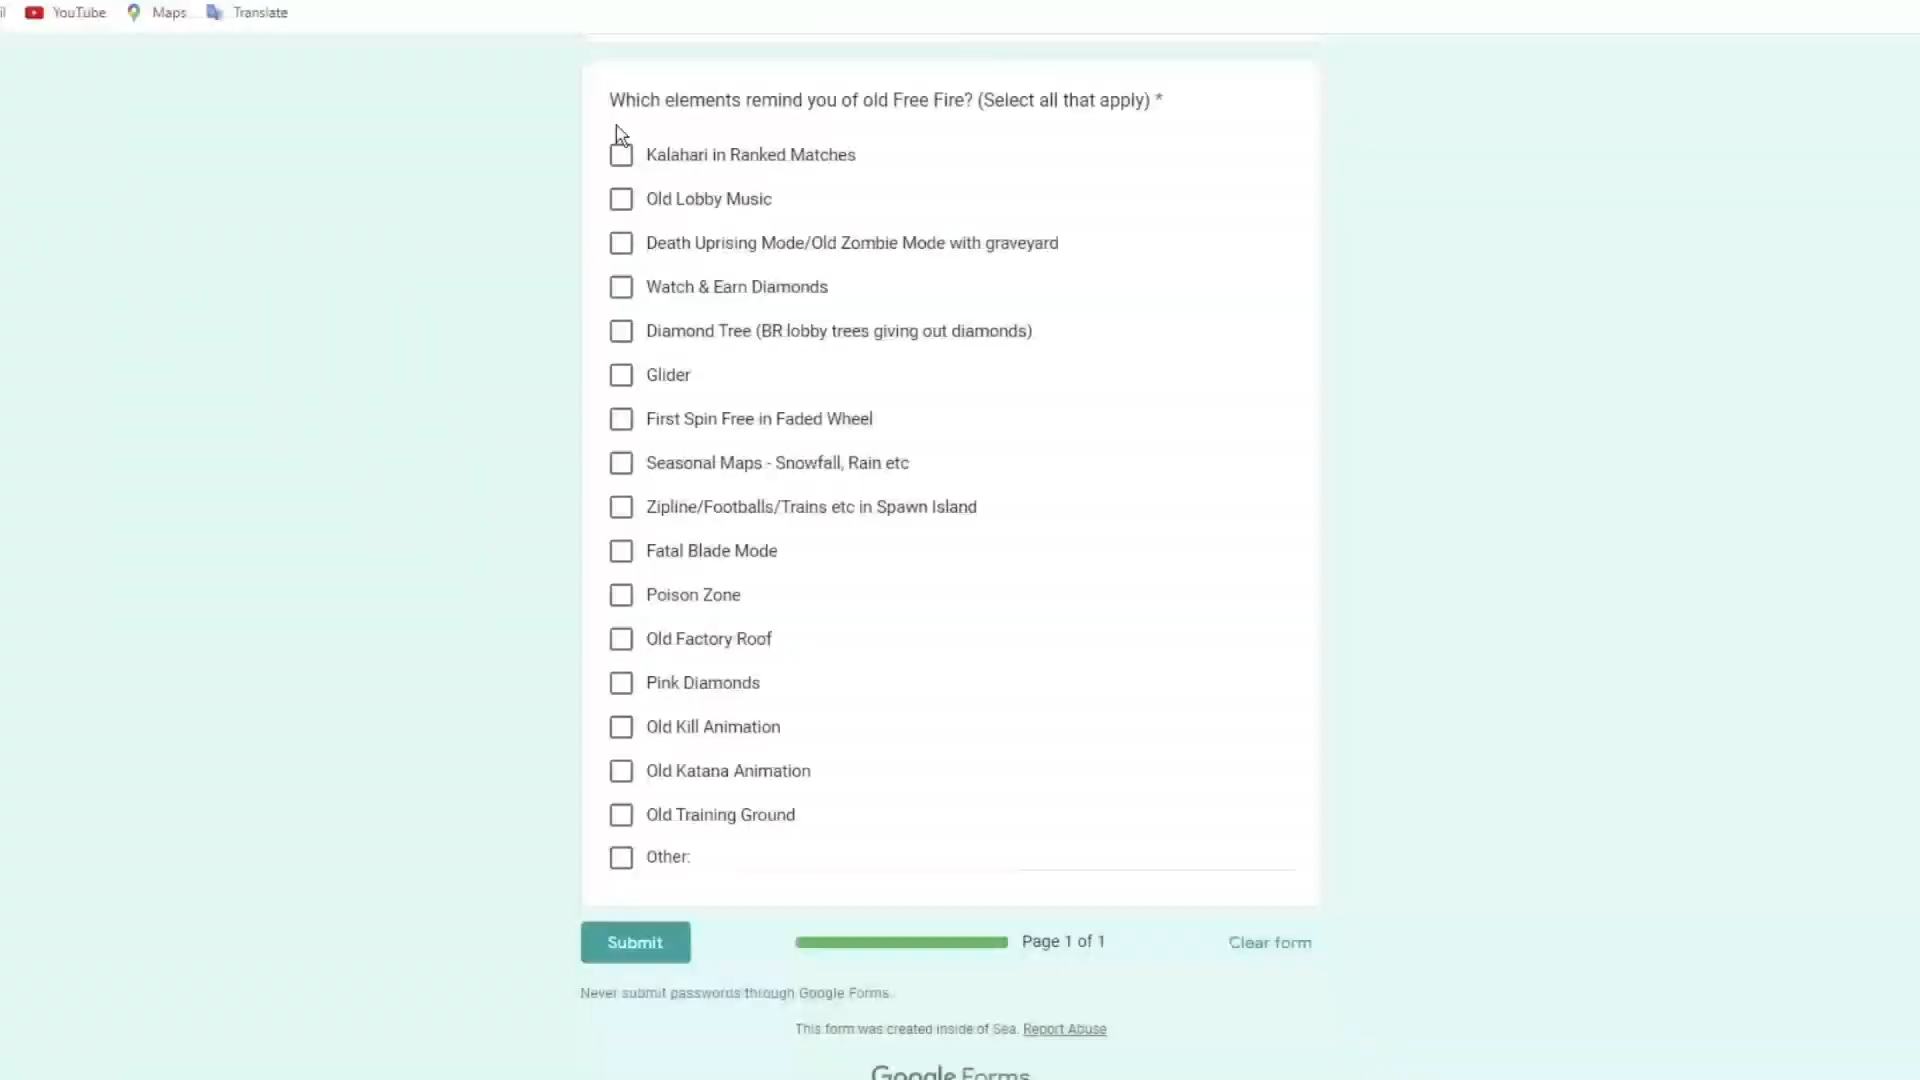 YouTube Maps Translate
Which elements remind you of old Free Fire? (Select all that apply) *
Kalahari in Ranked Matches
Old Lobby Music
Death Uprising Mode/Old Zombie Mode with graveyard
Watch & Earn Diamonds
Diamond Tree (BR lobby trees giving out diamonds)
Glider
First Spin Free in Faded Wheel
Seasonal Maps - Snowfall, Rain etc
Zipline/Footballs/Trains etc in Spawn Island
Fatal Blade Mode
Poison Zone
Old Factory Roof
Pink Diamonds
Old Kill Animation
Old Katana Animation
Old Training Ground
Other:
Submit Page 1 of 1 Clear form
Never submit passwords through Google Forms.
This form was created inside of Sea. Report Abuse
Google Forms